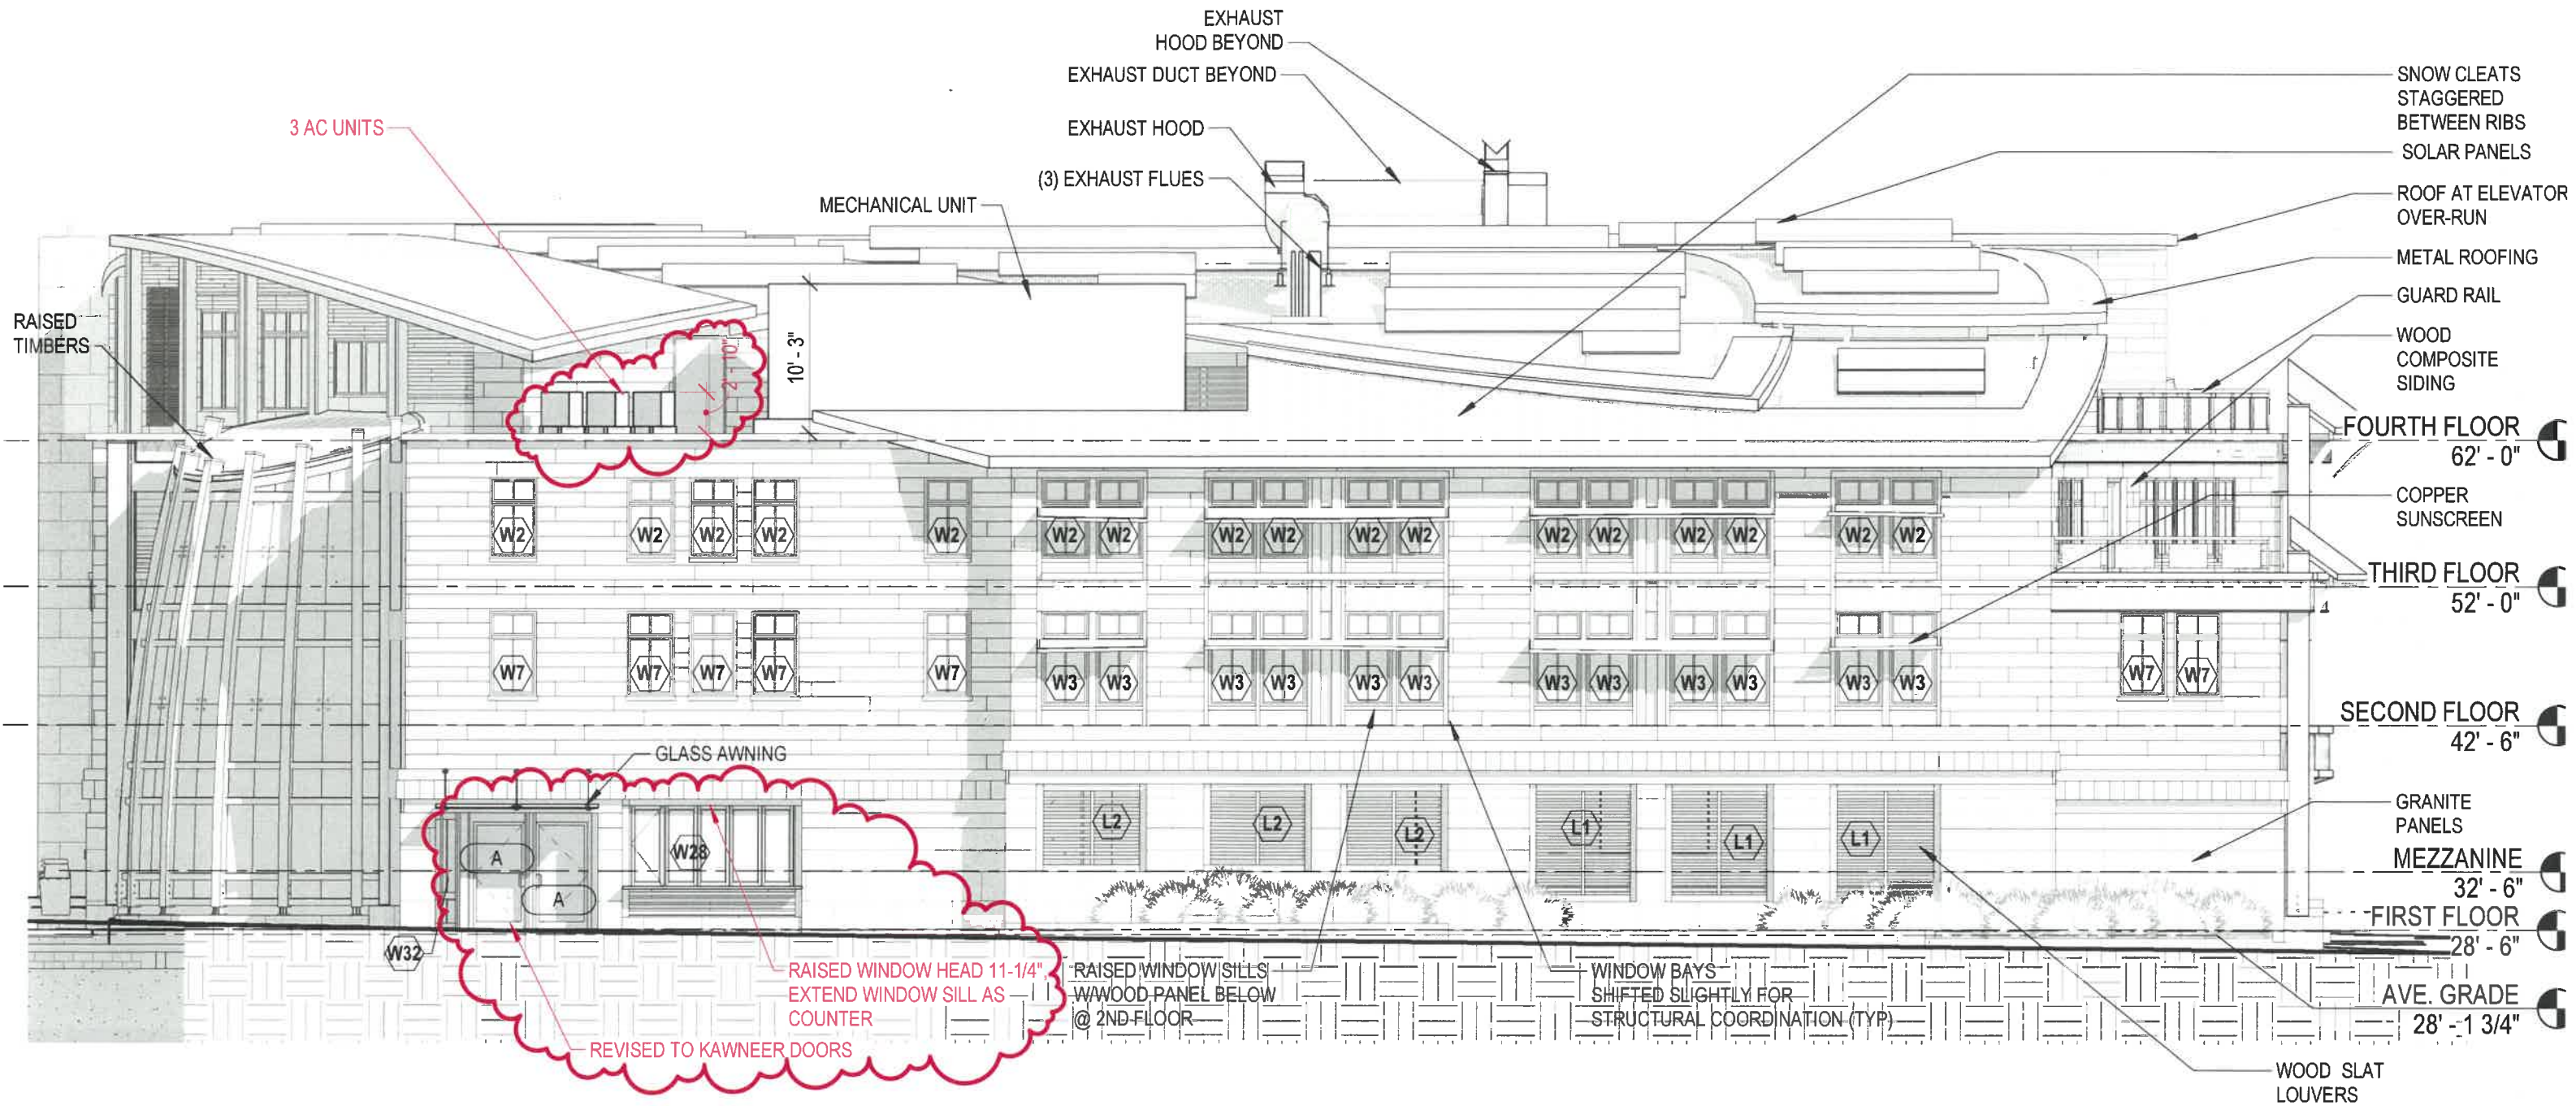 EXHAUST
HOOD BEYOND
EXHAUST DUCT BEYOND
EXHAUST HOOD
(3) EXHAUST FLUES
MECHANICAL UNIT
3 AC UNITS
RAISED
TIMBERS
2' - 10"
10' - 3"
SNOW CLEATS
STAGGERED
BETWEEN RIBS
SOLAR PANELS
ROOF AT ELEVATOR
OVER-RUN
METAL ROOFING
GUARD RAIL
WOOD
COMPOSITE
SIDING
FOURTH FLOOR
62' - 0"
COPPER
SUNSCREEN
THIRD FLOOR
52' - 0"
SECOND FLOOR
42' - 6"
GRANITE
PANELS
MEZZANINE
32' - 6"
FIRST FLOOR
28' - 6"
AVE. GRADE
28' - 1 3/4"
WOOD SLAT
LOUVERS
W2 W2 W2 W2 W2 W2 W2 W2 W2 W2 W2 W2 W2 W2 W2 W2 W2
W7 W7 W7 W7 W7 W3 W3 W3 W3 W3 W3 W3 W3 W3 W3 W3 W3 W7 W7
GLASS AWNING
L2 L2 L2 L1 L1 L1
A
A
W28
W32
RAISED WINDOW HEAD 11-1/4",
EXTEND WINDOW SILL AS
COUNTER
REVISED TO KAWNEER DOORS
RAISED WINDOW SILLS
W/WOOD PANEL BELOW
@ 2ND FLOOR
WINDOW BAYS
SHIFTED SLIGHTLY FOR
STRUCTURAL COORDINATION (TYP)